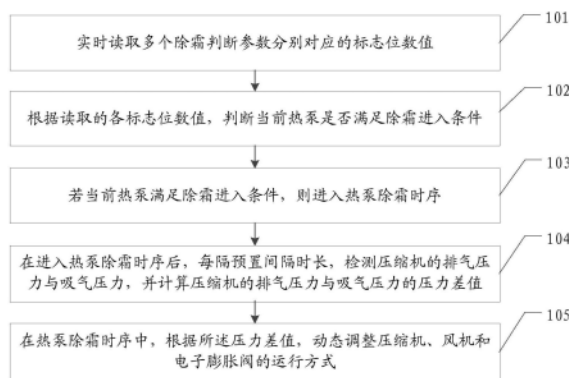 实时读取多个除霜判断参数分别对应的标志位数值
101
根据读取的各标志位数值，判断当前热泵是否满足除霜进入条件
102
若当前热泵满足除霜进入条件，则进入热泵除霜时序
103
在进入热泵除霜时序后，每隔预置间隔时长，检测压缩机的排气压
力与吸气压力，并计算压缩机的排气压力与吸气压力的压力差值
104
在热泵除霜时序中，根据所述压力差值，动态调整压缩机、风机和
电子膨胀阀的运行方式
105